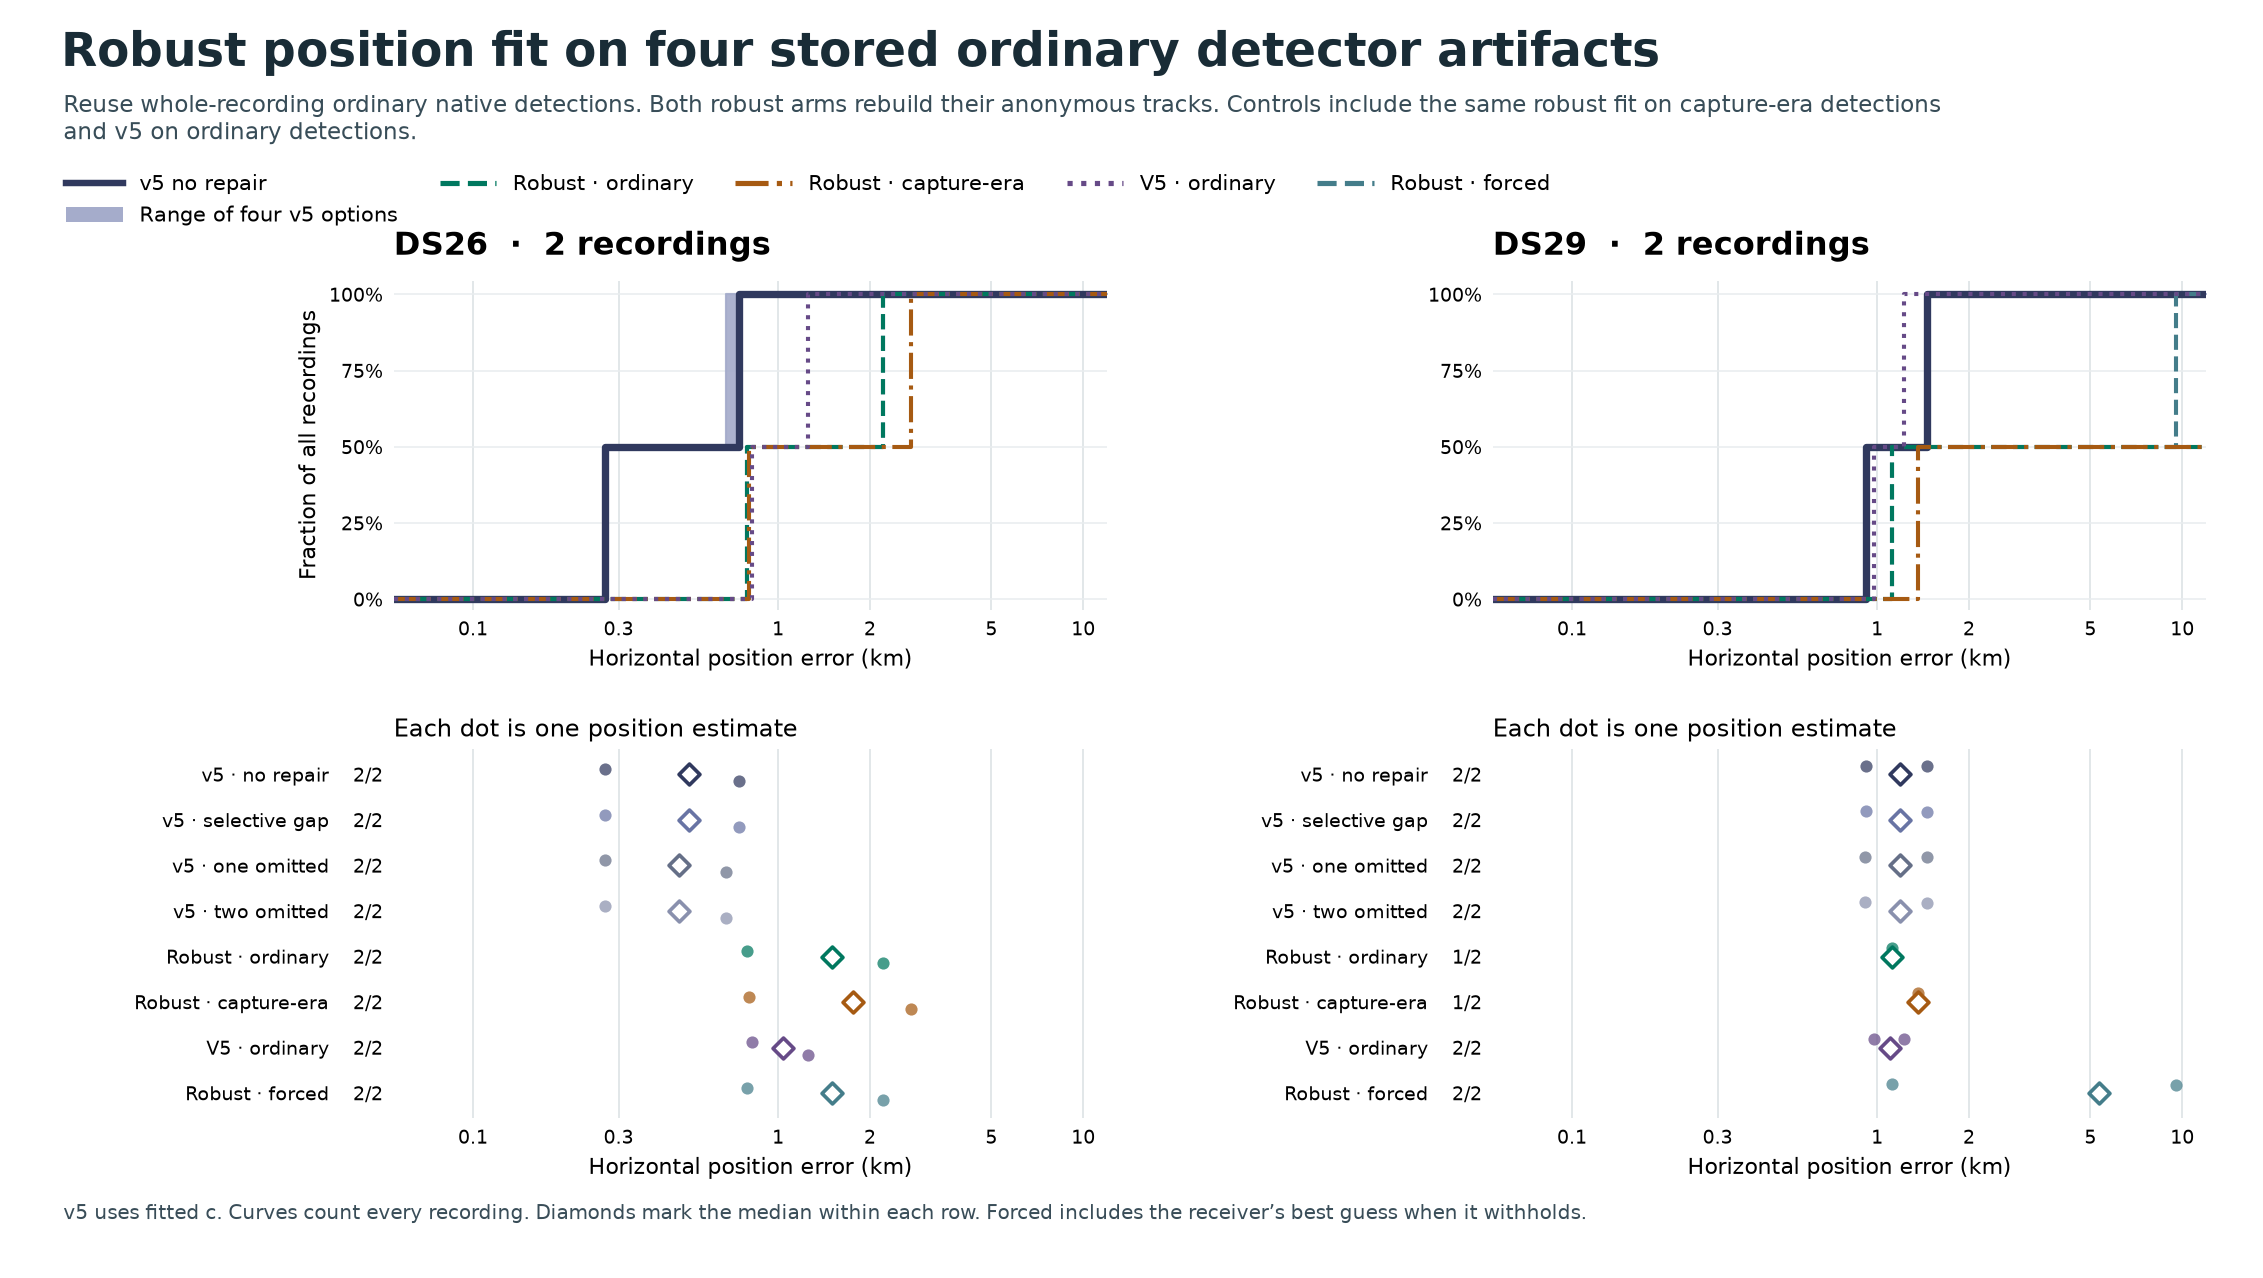 Robust position fit on four stored ordinary detector artifacts
Reuse whole-recording ordinary native detections. Both robust arms rebuild their anonymous tracks. Controls include the same robust fit on capture-era detections
and v5 on ordinary detections.
v5 no repair
Robust · ordinary
Robust · capture-era
V5 · ordinary
Robust · forced
Range of four v5 options
DS26 · 2 recordings
Fraction of all recordings
100%
75%
50%
25%
0%
0.1 0.3 1 2 5 10
Horizontal position error (km)
DS29 · 2 recordings
100%
75%
50%
25%
0%
0.1 0.3 1 2 5 10
Horizontal position error (km)
Each dot is one position estimate
v5 · no repair 2/2
v5 · selective gap 2/2
v5 · one omitted 2/2
v5 · two omitted 2/2
Robust · ordinary 2/2
Robust · capture-era 2/2
V5 · ordinary 2/2
Robust · forced 2/2
0.1 0.3 1 2 5 10
Horizontal position error (km)
Each dot is one position estimate
v5 · no repair 2/2
v5 · selective gap 2/2
v5 · one omitted 2/2
v5 · two omitted 2/2
Robust · ordinary 1/2
Robust · capture-era 1/2
V5 · ordinary 2/2
Robust · forced 2/2
0.1 0.3 1 2 5 10
Horizontal position error (km)
v5 uses fitted c. Curves count every recording. Diamonds mark the median within each row. Forced includes the receiver’s best guess when it withholds.